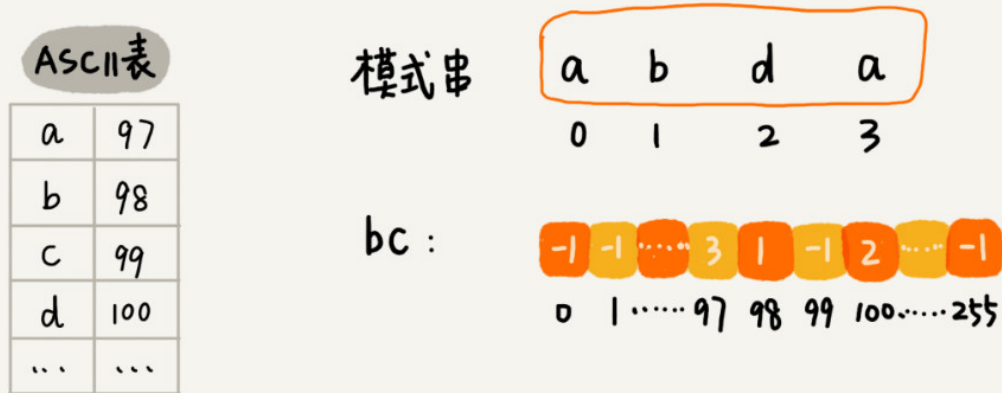 ASCII表
a 97
b 98
c 99
d 100
... ...
模式串 a b d a
0 1 2 3
bc: -1 -1 ...... 3 1 -1 2 ...... -1
0 1 ...... 97 98 99 100 ...... 255